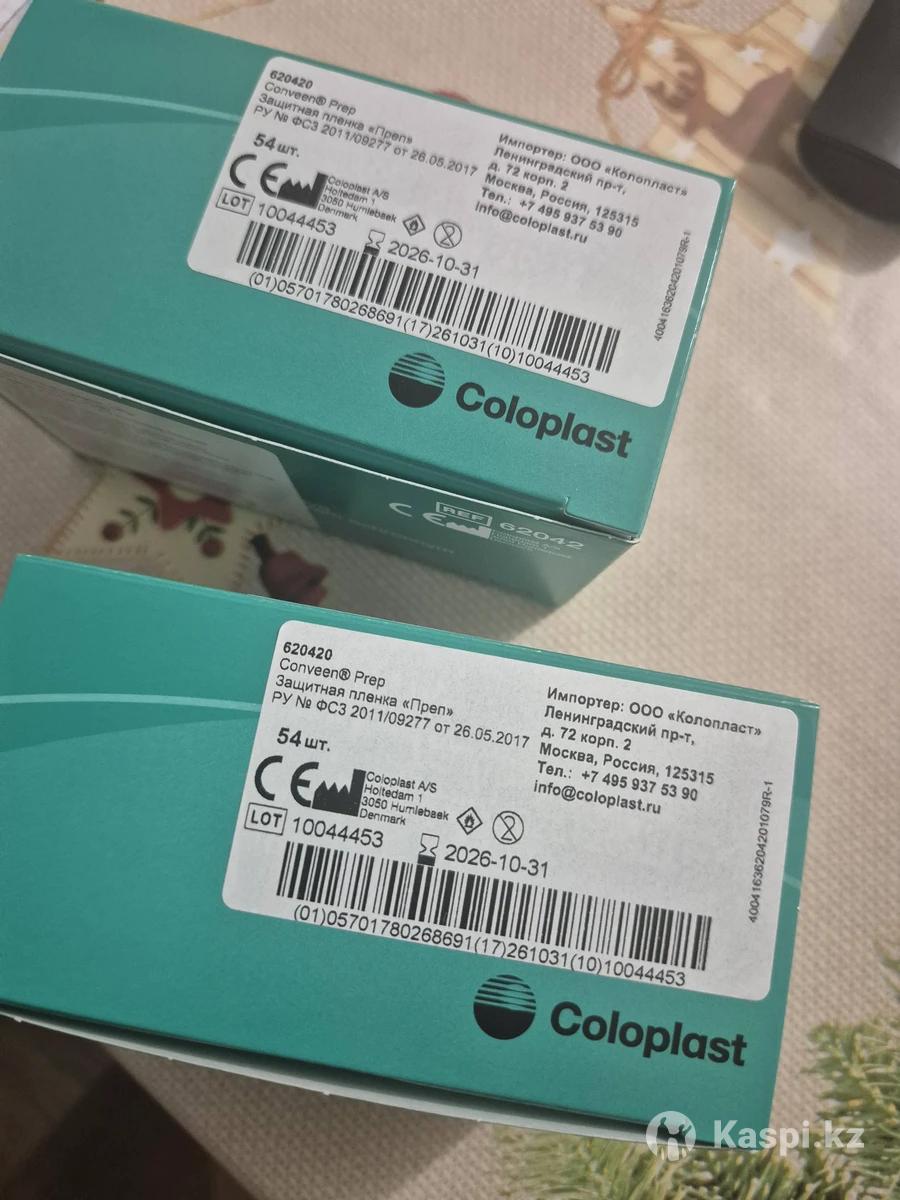 620420
Conveen® Prep
Защитная пленка «Преп»
РУ № ФСЗ 2011/09277 от 26.05.2017
54 шт.
Coloplast A/S
Holtedam 1
3050 Humlebaek
Denmark
LOT 10044453
2026-10-31
(01)05701780268691(17)261031(10)10044453
Импортер: ООО «Колопласт»
Ленинградский пр-т,
д. 72 корп. 2
Москва, Россия, 125315
Тел.: +7 495 937 53 90
info@coloplast.ru
40041636204201079R-1
Coloplast
CE REF 62042
620420
Conveen® Prep
Защитная пленка «Преп»
РУ № ФСЗ 2011/09277 от 26.05.2017
54 шт.
Coloplast A/S
Holtedam 1
3050 Humlebaek
Denmark
LOT 10044453
2026-10-31
(01)05701780268691(17)261031(10)10044453
Импортер: ООО «Колопласт»
Ленинградский пр-т,
д. 72 корп. 2
Москва, Россия, 125315
Тел.: +7 495 937 53 90
info@coloplast.ru
40041636204201079R-1
Coloplast
Kaspi.kz